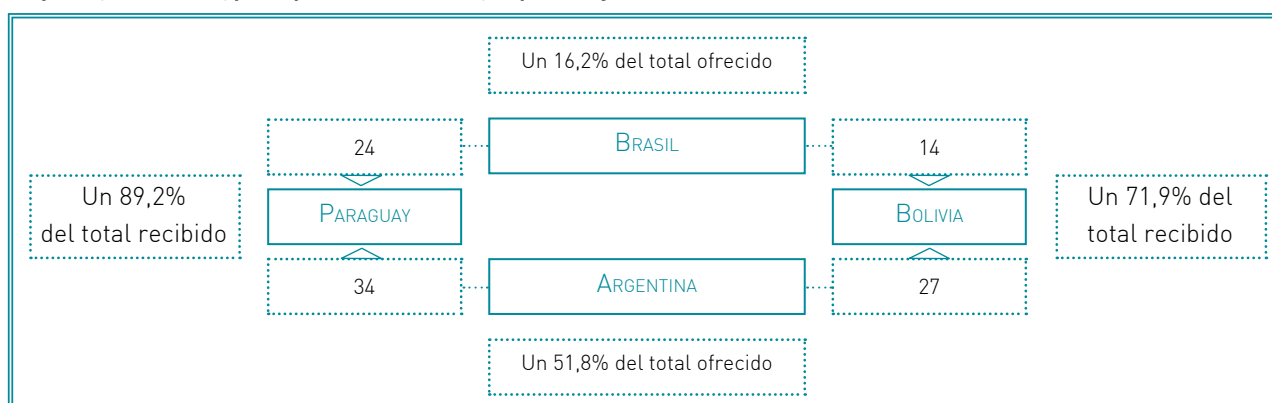 Un 16,2% del total ofrecido
24
BRASIL
14
Un 89,2%
del total recibido
PARAGUAY
BOLIVIA
Un 71,9% del
total recibido
34
ARGENTINA
27
Un 51,8% del total ofrecido